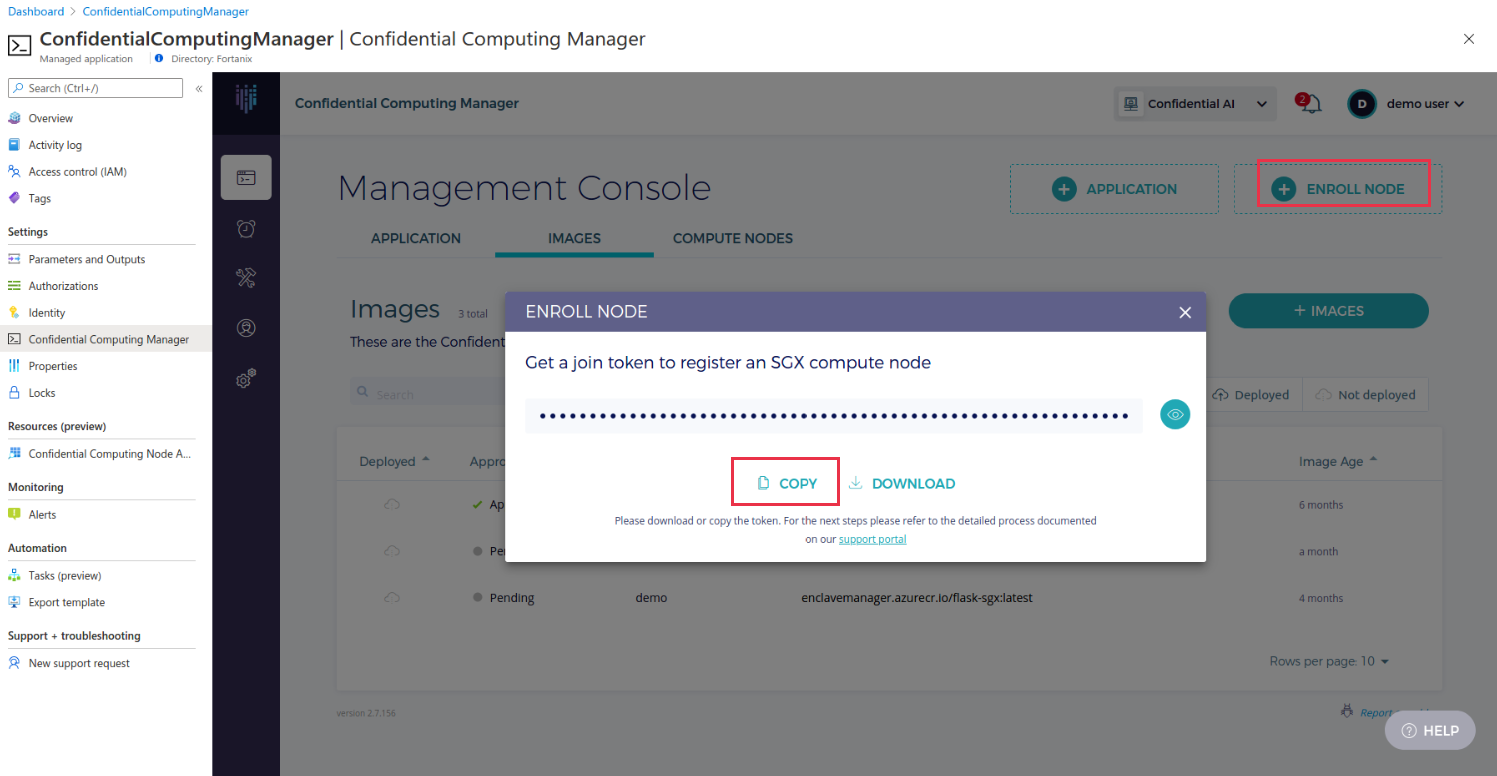 Dashboard > ConfidentialComputingManager
ConfidentialComputingManager | Confidential Computing Manager
Managed application
Directory: Fortanix
Search (Ctrl+/)
«
Overview
Activity log
Access control (IAM)
Tags
Settings
Parameters and Outputs
Authorizations
Identity
Confidential Computing Manager
Properties
Locks
Resources (preview)
Confidential Computing Node A...
Monitoring
Alerts
Automation
Tasks (preview)
Export template
Support + troubleshooting
New support request
Confidential Computing Manager
Confidential AI
2
D
demo user
Management Console
+ APPLICATION
+ ENROLL NODE
APPLICATION
IMAGES
COMPUTE NODES
Images
3 total
+ IMAGES
These are the Confident
Search
Deployed
Not deployed
ENROLL NODE
Get a join token to register an SGX compute node
COPY
DOWNLOAD
Please download or copy the token. For the next steps please refer to the detailed process documented
on our support portal
Deployed
Image Age
6 months
a month
Pending
demo
enclavemanager.azurecr.io/flask-sgx:latest
4 months
Rows per page: 10
version 2.7.156
Report
HELP